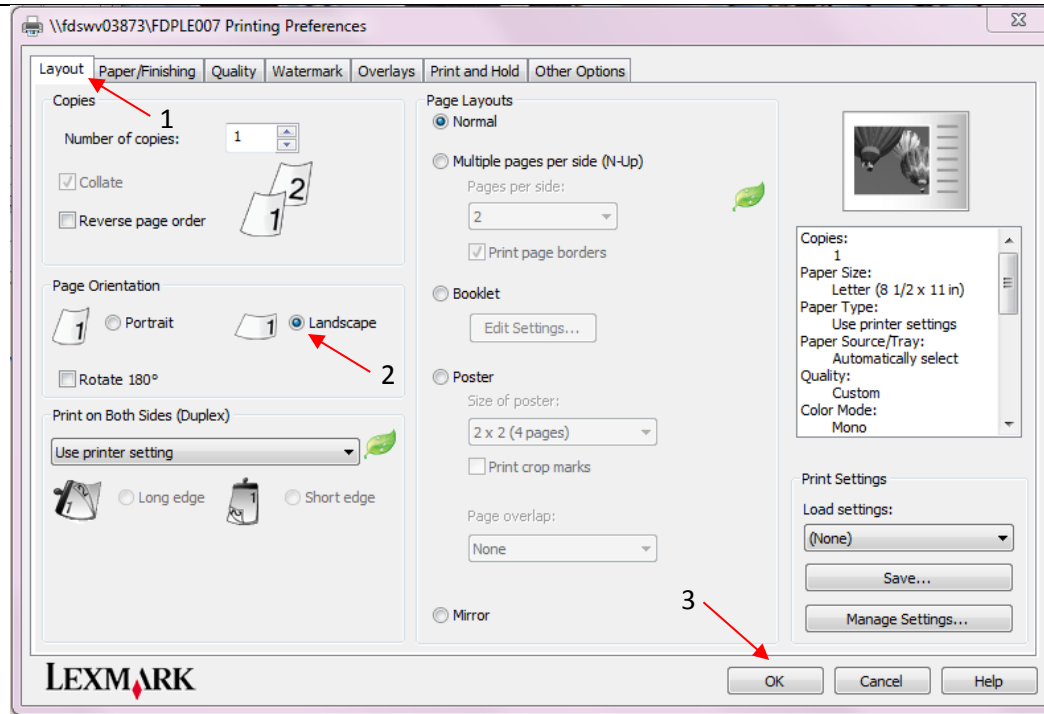 \\fdswv03873\FDPLE007 Printing Preferences
Layout Paper/Finishing Quality Watermark Overlays Print and Hold Other Options
1
Copies
Number of copies: 1
Collate
Reverse page order
1 2
Page Orientation
1 Portrait 1 Landscape
2
Rotate 180°
Print on Both Sides (Duplex)
Use printer setting
Long edge 1 Short edge
Page Layouts
Normal
Multiple pages per side (N-Up)
Pages per side:
2
Print page borders
Booklet
Edit Settings...
Poster
Size of poster:
2 x 2 (4 pages)
Print crop marks
Page overlap:
None
Mirror
Copies:
1
Paper Size:
Letter (8 1/2 x 11 in)
Paper Type:
Use printer settings
Paper Source/Tray:
Automatically select
Quality:
Custom
Color Mode:
Mono
Print Settings
Load settings:
(None)
Save...
Manage Settings...
3
LEXMARK
OK Cancel Help